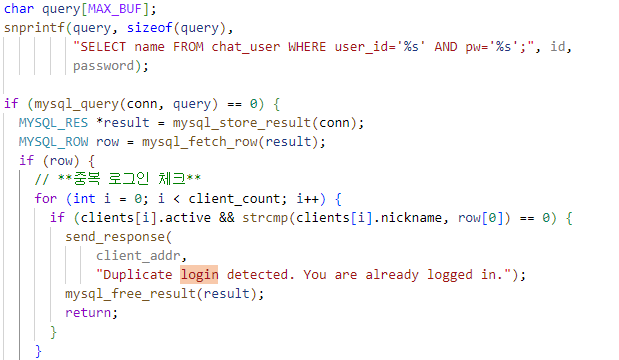 char query[MAX_BUF];
snprintf(query, sizeof(query),
"SELECT name FROM chat_user WHERE user_id='%s' AND pw='%s';", id,
password);
if (mysql_query(conn, query) == 0) {
MYSQL_RES *result = mysql_store_result(conn);
MYSQL_ROW row = mysql_fetch_row(result);
if (row) {
// **중복 로그인 체크**
for (int i = 0; i < client_count; i++) {
if (clients[i].active && strcmp(clients[i].nickname, row[0]) == 0) {
send_response(
client_addr,
"Duplicate login detected. You are already logged in.");
mysql_free_result(result);
return;
}
}